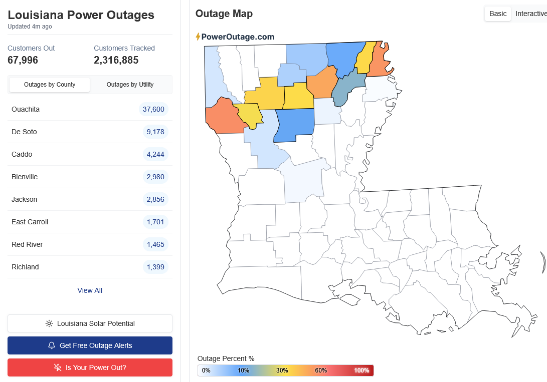 Louisiana Power Outages
Updated 4m ago
Customers Out
Customers Tracked
67,996
2,316,885
Outages by County
Outages by Utility
Ouachita 37,600
De Soto 9,178
Caddo 4,244
Bienville 2,980
Jackson 2,856
East Carroll 1,701
Red River 1,465
Richland 1,399
View All
Louisiana Solar Potential
Get Free Outage Alerts
Is Your Power Out?
Outage Map
Basic
Interactive
PowerOutage.com
Outage Percent %
0% 10% 30% 60% 100%